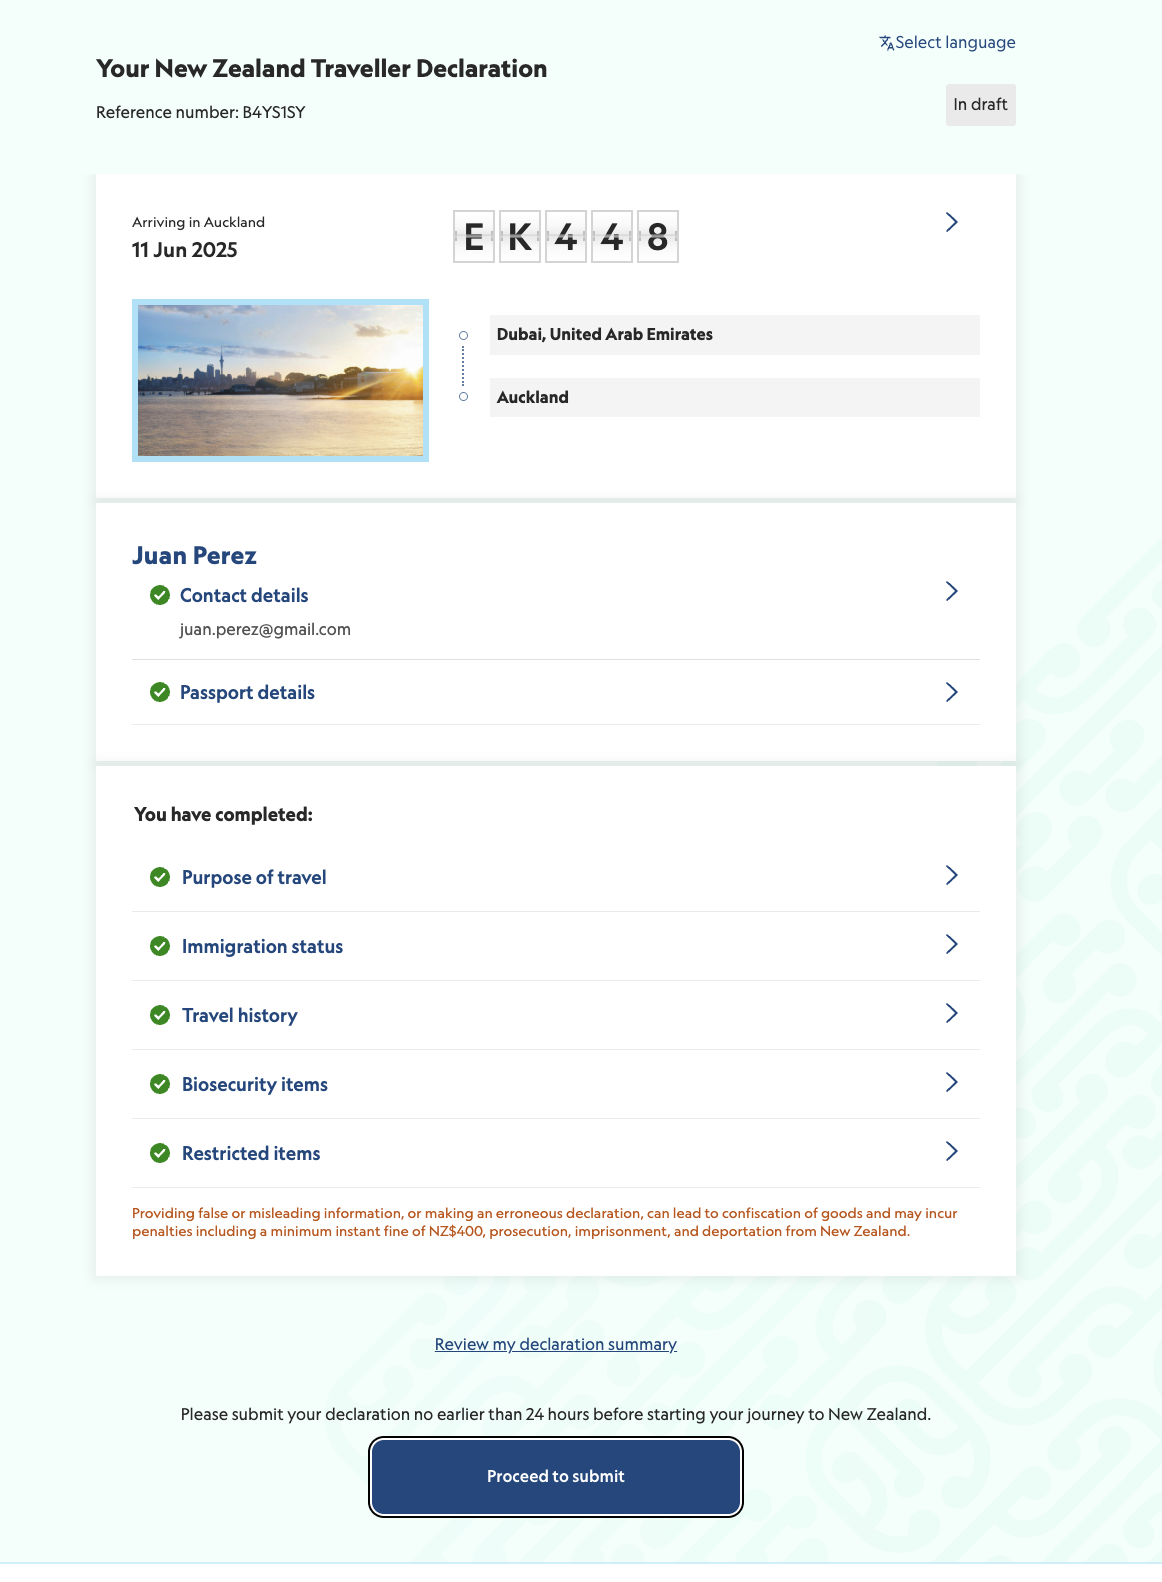 Select language
Your New Zealand Traveller Declaration
Reference number: B4YS1SY
In draft
Arriving in Auckland
11 Jun 2025
EK448
Dubai, United Arab Emirates
Auckland
Juan Perez
Contact details
juan.perez@gmail.com
Passport details
You have completed:
Purpose of travel
Immigration status
Travel history
Biosecurity items
Restricted items
Providing false or misleading information, or making an erroneous declaration, can lead to confiscation of goods and may incur
penalties including a minimum instant fine of NZ$400, prosecution, imprisonment, and deportation from New Zealand.
Review my declaration summary
Please submit your declaration no earlier than 24 hours before starting your journey to New Zealand.
Proceed to submit